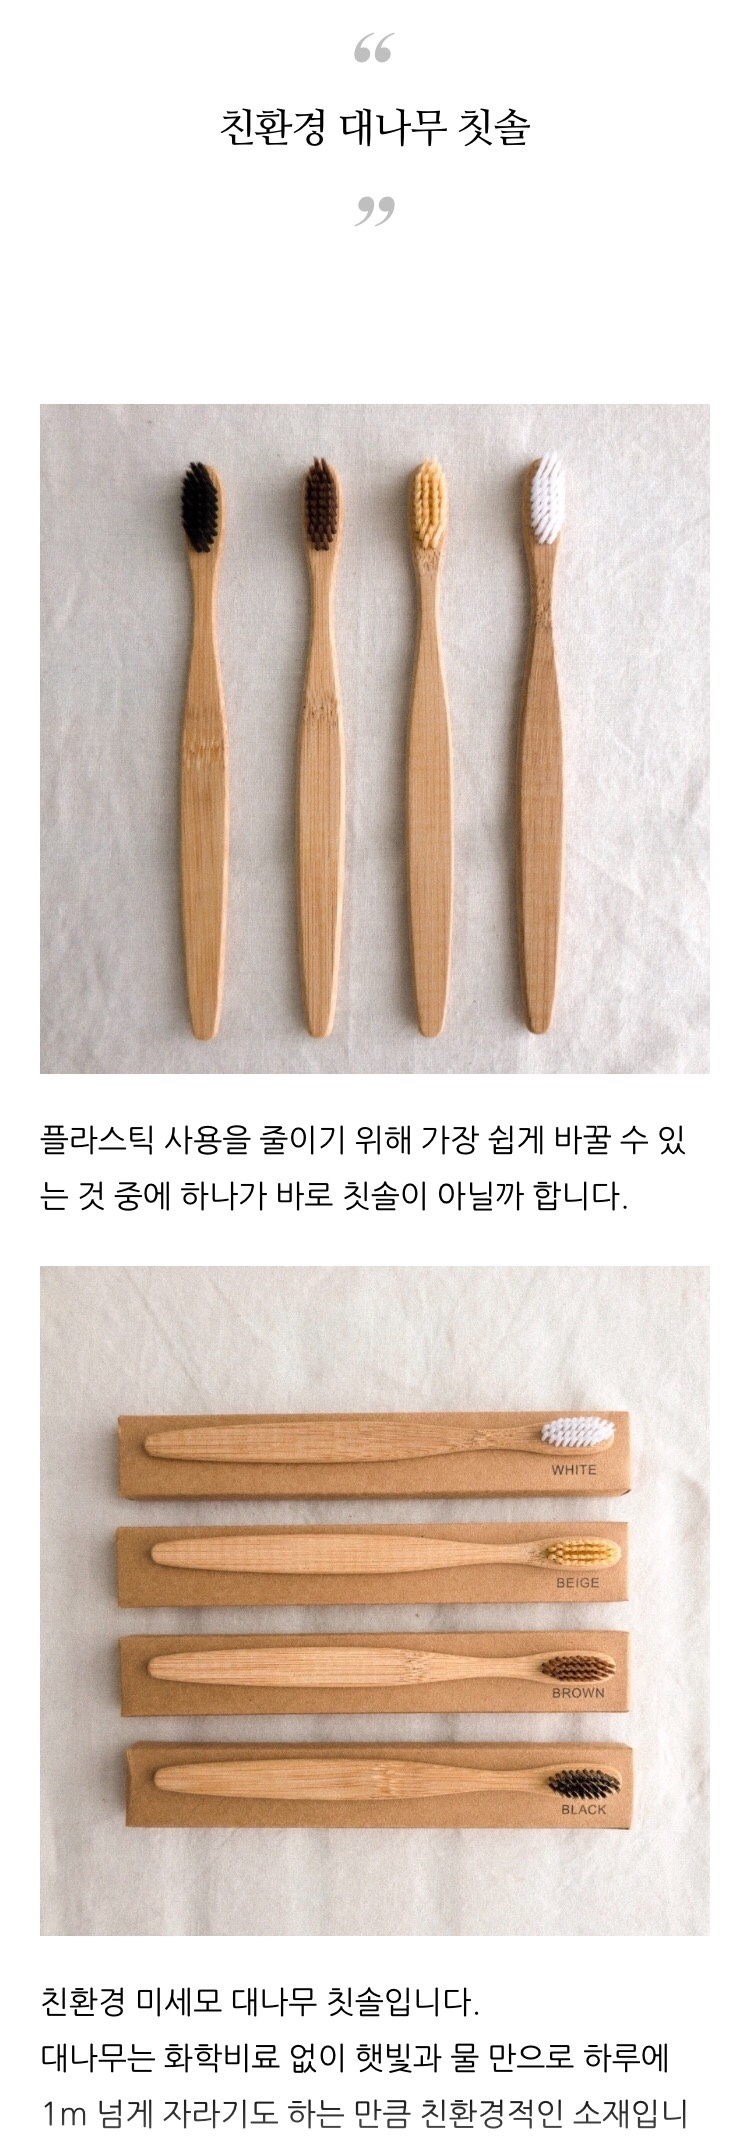 “
친환경 대나무 칫솔
”
플라스틱 사용을 줄이기 위해 가장 쉽게 바꿀 수 있
는 것 중에 하나가 바로 칫솔이 아닐까 합니다.
WHITE
BEIGE
BROWN
BLACK
친환경 미세모 대나무 칫솔입니다.
대나무는 화학비료 없이 햇빛과 물 만으로 하루에
1m 넘게 자라기도 하는 만큼 친환경적인 소재입니